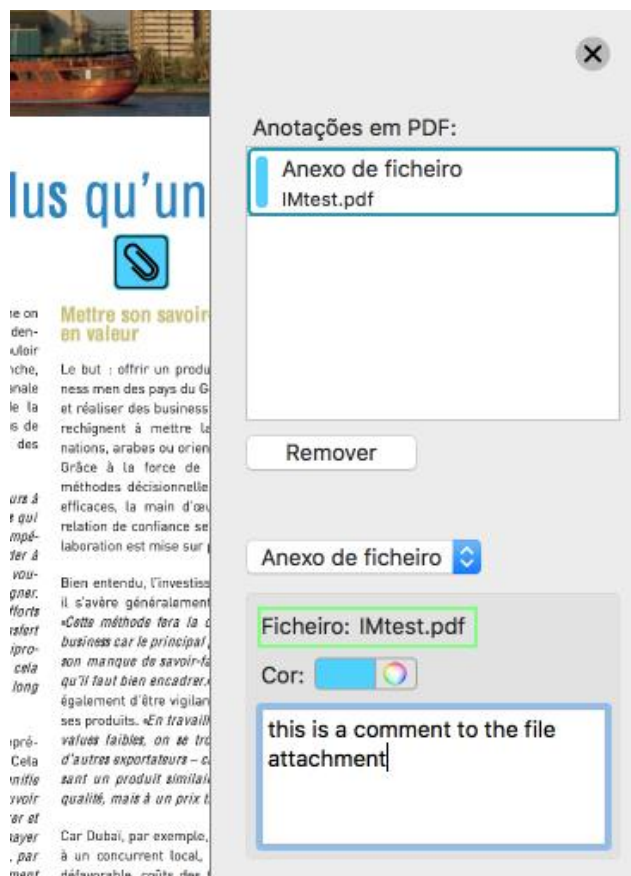 Anotações em PDF:
Anexo de ficheiro
IMtest.pdf
Remover
Anexo de ficheiro
Ficheiro: IMtest.pdf
Cor:
this is a comment to the file
attachment
lus qu'un
Mettre son savoir
en valeur
Le but : offrir un produ
ness men des pays du G
et réaliser des business
rechignent à mettre la
nations, arabes ou orien
Grâce à la force de
méthodes décisionnelle
efficaces, la main d'œu
relation de confiance se
laboration est mise sur
Bien entendu, l'investiss
il s'avère généralement
«Cette méthode fera la
business car le principal
son manque de savoir-fa
qu'il faut bien encadrer.
également d'être vigilan
ses produits. «En travaill
values faibles, on se tro
d'autres exportateurs – c
sant un produit similai
qualité, mais à un prix
Car Dubaï, par exemple,
à un concurrent local,
défavorable, coûts des